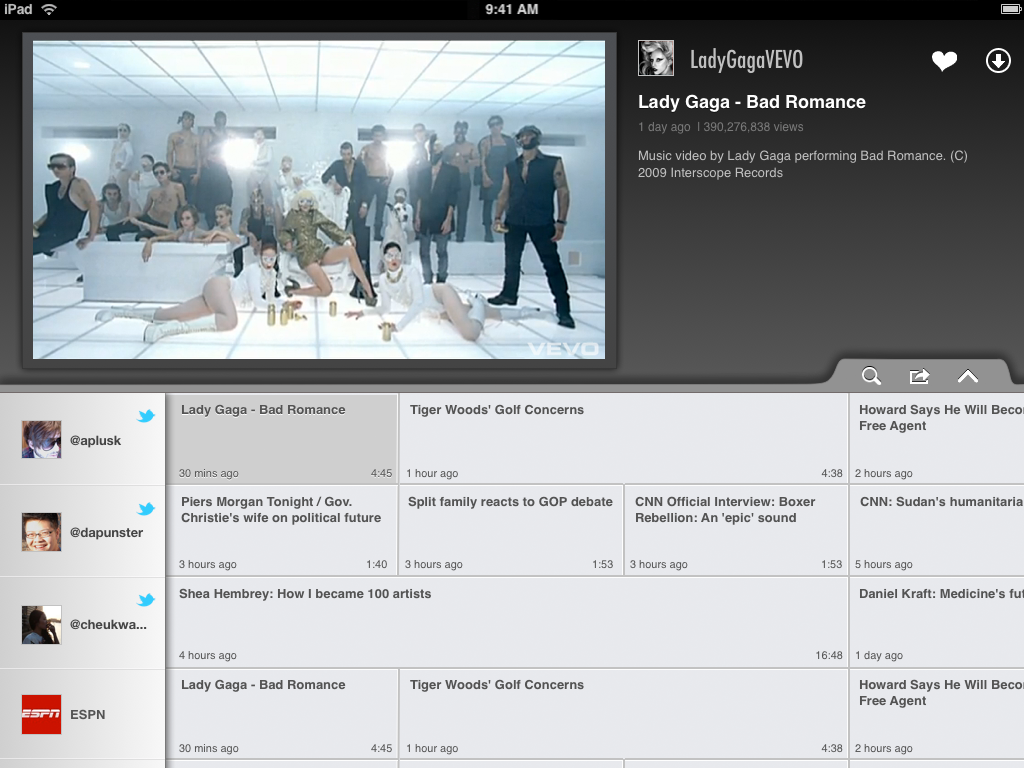 iPad 9:41 AM
LadyGagaVEVO
Lady Gaga - Bad Romance
1 day ago | 390,276,838 views
Music video by Lady Gaga performing Bad Romance. (C)
2009 Interscope Records
VEVO
@aplusk
Lady Gaga - Bad Romance
30 mins ago 4:45
Tiger Woods' Golf Concerns
1 hour ago 4:38
Howard Says He Will Beco
Free Agent
2 hours ago
@dapunster
Piers Morgan Tonight / Gov.
Christie's wife on political future
3 hours ago 1:40
Split family reacts to GOP debate
3 hours ago 1:53
CNN Official Interview: Boxer
Rebellion: An 'epic' sound
3 hours ago 1:53
CNN: Sudan's humanitaria
5 hours ago
@cheukwa...
Shea Hembrey: How I became 100 artists
4 hours ago 16:48
Daniel Kraft: Medicine's fut
1 day ago
ESPN
ESPN
Lady Gaga - Bad Romance
30 mins ago 4:45
Tiger Woods' Golf Concerns
1 hour ago 4:38
Howard Says He Will Beco
Free Agent
2 hours ago